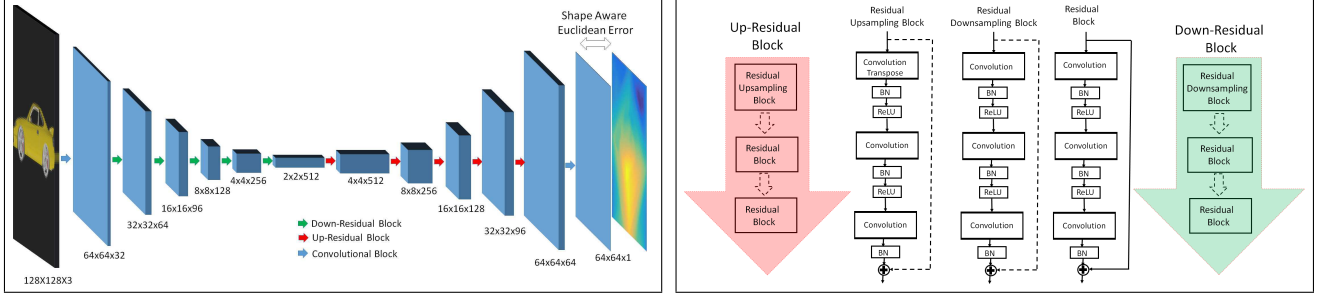 Shape Aware
Euclidean Error
128X128X3
64x64x32
32x32x64
16x16x96
8x8x128
4x4x256
2x2x512
4x4x512
8x8x256
16x16x128
32x32x96
64x64x64
64x64x1
Down-Residual Block
Up-Residual Block
Convolutional Block
Up-Residual
Block
Residual
Upsampling
Block
Residual
Block
Residual
Block
Residual
Upsampling Block
Convolution
Transpose
BN
ReLU
Convolution
BN
ReLU
Convolution
BN
Residual
Downsampling Block
Convolution
BN
ReLU
Convolution
BN
ReLU
Convolution
BN
Residual
Block
Convolution
BN
ReLU
Convolution
BN
ReLU
Convolution
BN
Down-Residual
Block
Residual
Downsampling
Block
Residual
Block
Residual
Block